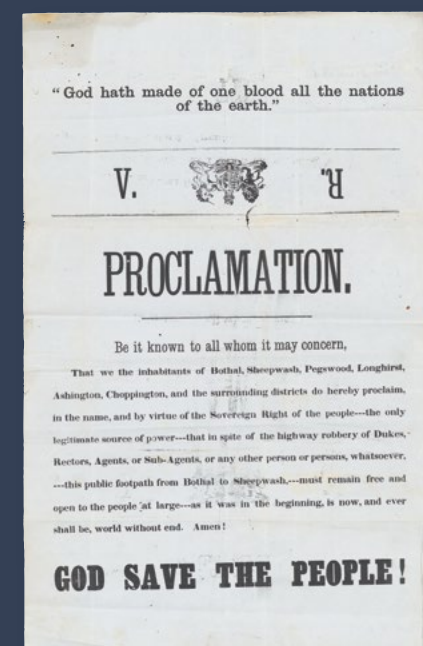 “God hath made of one blood all the nations
of the earth.”
V. R.
PROCLAMATION.
Be it known to all whom it may concern,
That we the inhabitants of Bothal, Sheepwash, Pegswood, Longhirst,
Ashington, Choppington, and the surrounding districts do hereby proclaim,
in the name, and by virtue of the Sovereign Right of the people---the only
legitimate source of power---that in spite of the highway robbery of Dukes,
Rectors, Agents, or Sub-Agents, or any other person or persons, whatsoever,
---this public footpath from Bothal to Sheepwash,---must remain free and
open to the people at large---as it was in the beginning, is now, and ever
shall be, world without end. Amen!
GOD SAVE THE PEOPLE!